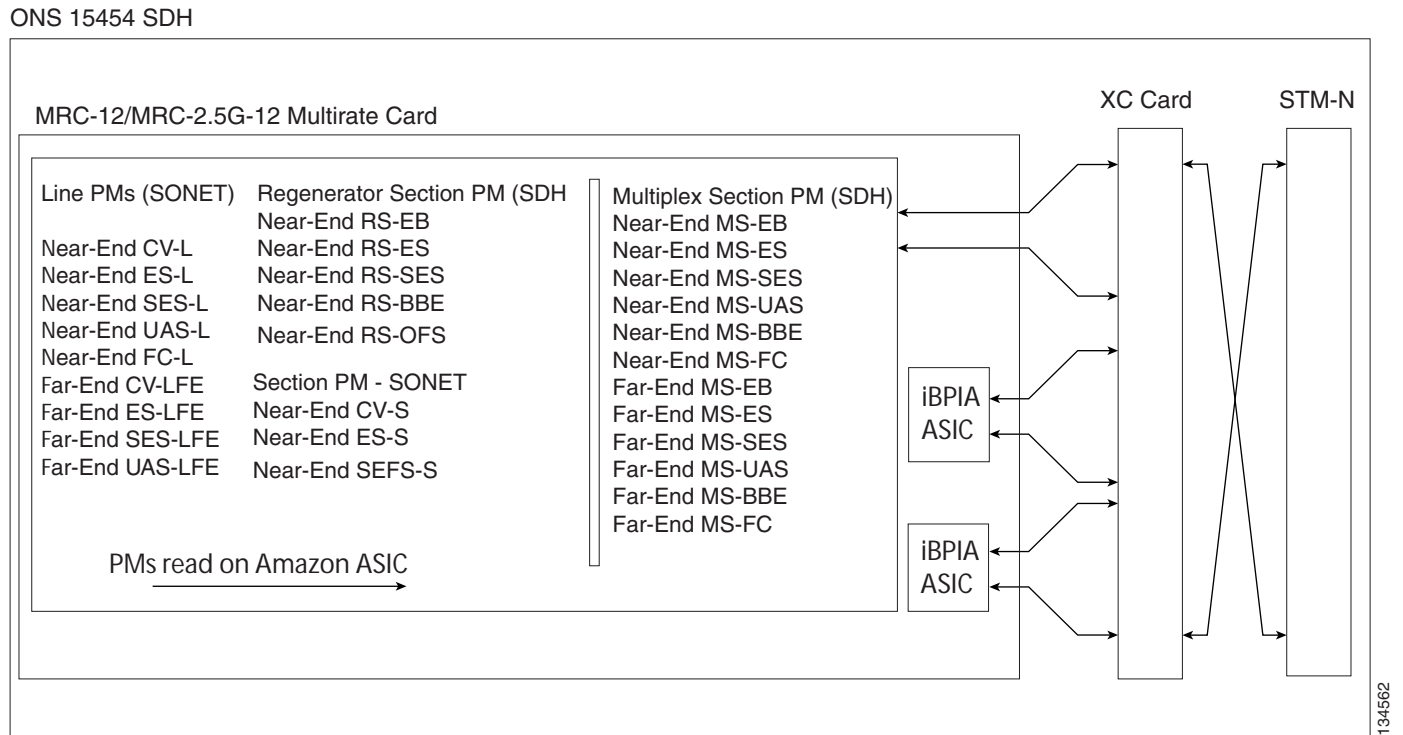 ONS 15454 SDH
MRC-12/MRC-2.5G-12 Multirate Card
XC Card
STM-N
Line PMs (SONET)
Near-End CV-L
Near-End ES-L
Near-End SES-L
Near-End UAS-L
Near-End FC-L
Far-End CV-LFE
Far-End ES-LFE
Far-End SES-LFE
Far-End UAS-LFE
Regenerator Section PM (SDH
Near-End RS-EB
Near-End RS-ES
Near-End RS-SES
Near-End RS-BBE
Near-End RS-OFS
Section PM - SONET
Near-End CV-S
Near-End ES-S
Near-End SEFS-S
Multiplex Section PM (SDH)
Near-End MS-EB
Near-End MS-ES
Near-End MS-SES
Near-End MS-UAS
Near-End MS-BBE
Near-End MS-FC
Far-End MS-EB
Far-End MS-ES
Far-End MS-SES
Far-End MS-UAS
Far-End MS-BBE
Far-End MS-FC
PMs read on Amazon ASIC
iBPIA
ASIC
iBPIA
ASIC
134562